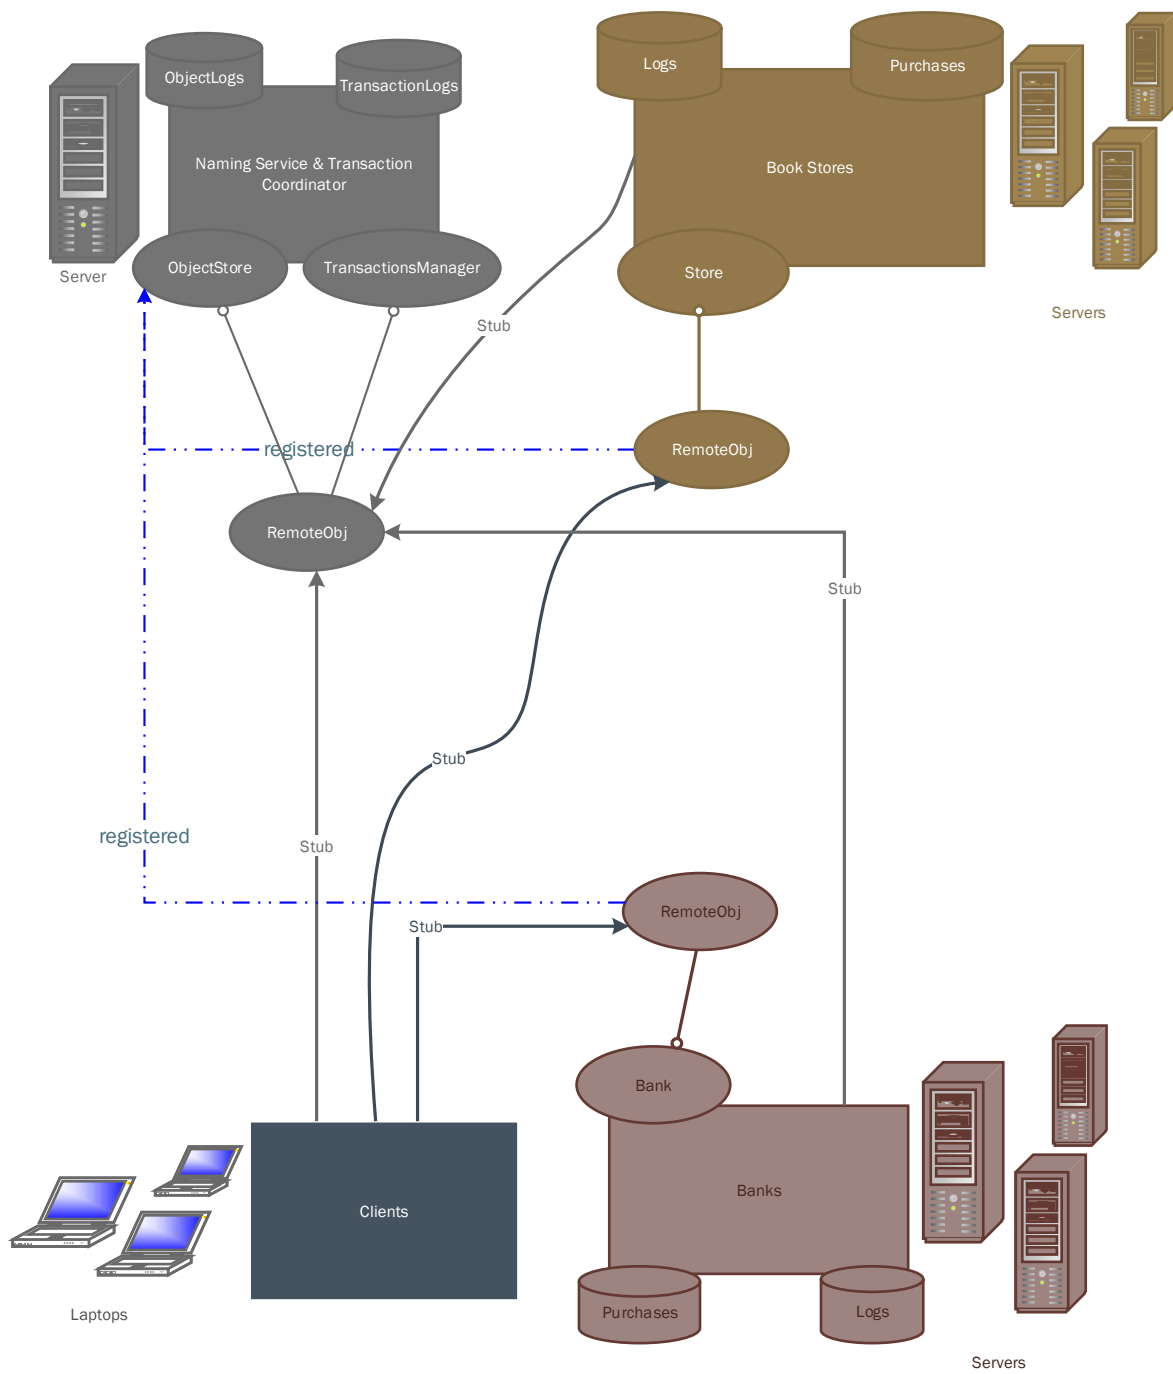 ObjectLogs
TransactionLogs
Naming Service & Transaction
Coordinator
Server
ObjectStore
TransactionsManager
Logs
Purchases
Book Stores
Store
Servers
Stub
registered
RemoteObj
RemoteObj
Stub
Stub
registered
Stub
RemoteObj
Stub
Bank
Banks
Clients
Laptops
Purchases
Logs
Servers